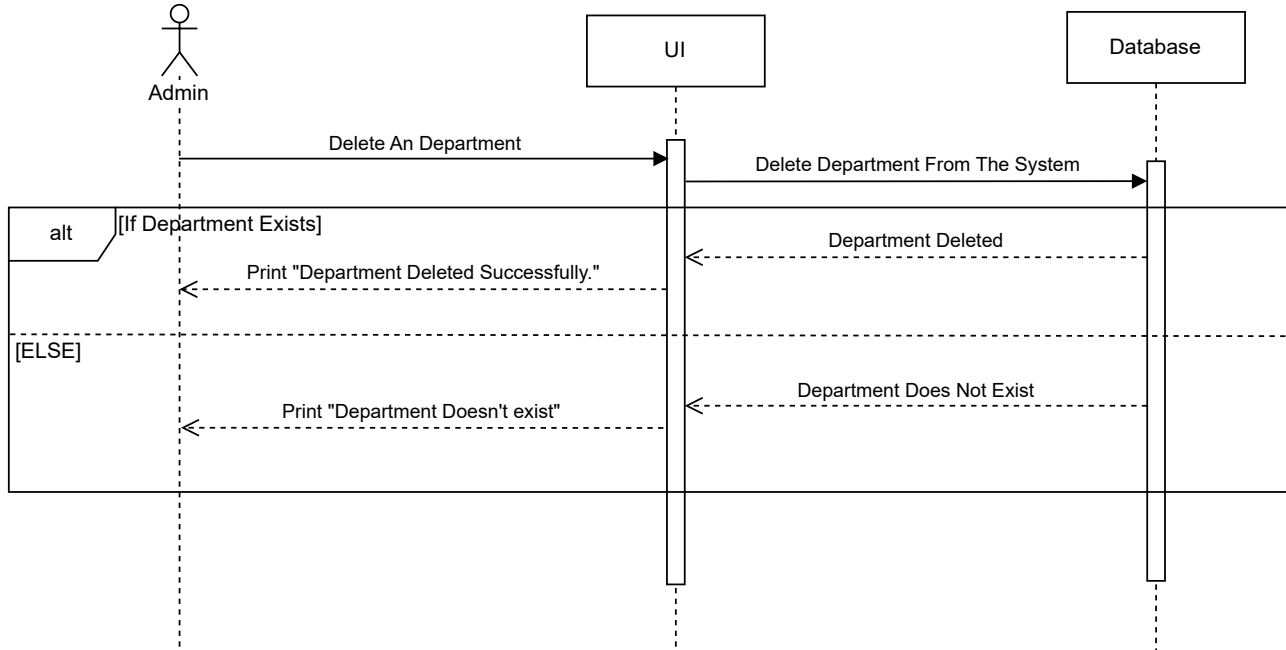 Admin
UI
Database
Delete An Department
Delete Department From The System
alt
[If Department Exists]
Department Deleted
Print "Department Deleted Successfully."
[ELSE]
Department Does Not Exist
Print "Department Doesn't exist"